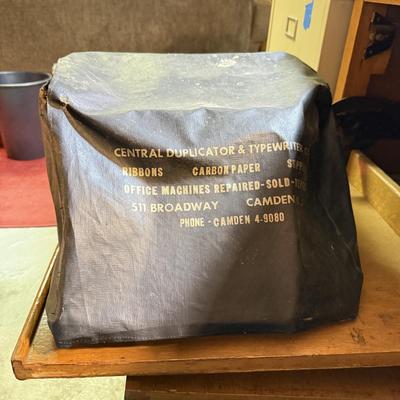 CENTRAL DUPLICATOR & TYPEWRITER
RIBBONS CARBON PAPER
OFFICE MACHINES REPAIRED-SOLD-
511 BROADWAY CAMDEN
PHONE - CAMDEN 4-9080